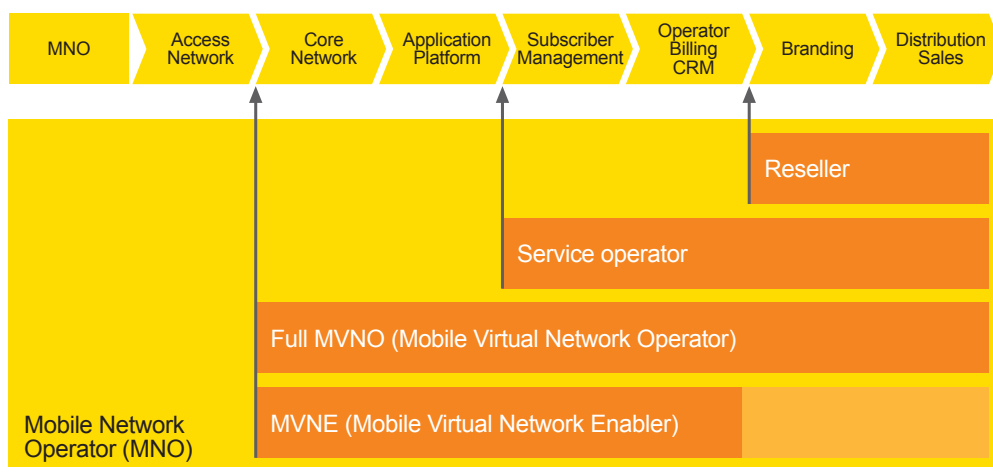 MNO
Access
Network
Core
Network
Application
Platform
Subscriber
Management
Operator
Billing
CRM
Branding
Distribution
Sales
Reseller
Service operator
Full MVNO (Mobile Virtual Network Operator)
MVNE (Mobile Virtual Network Enabler)
Mobile Network
Operator (MNO)